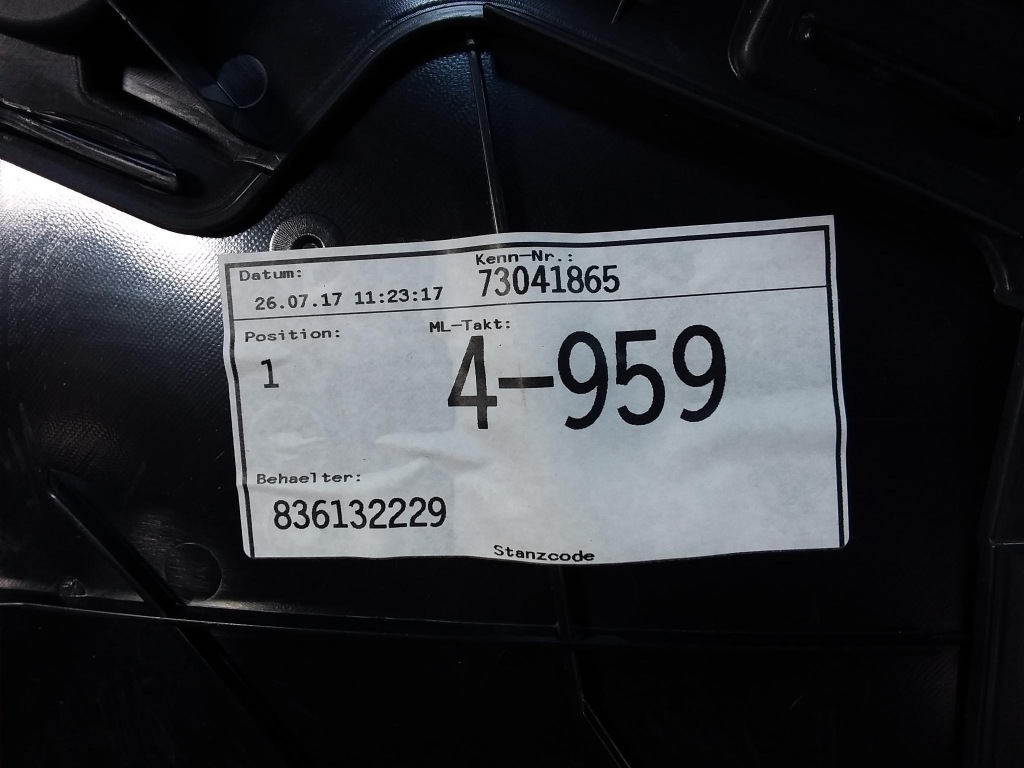 Datum:
Kenn-Nr.:
26.07.17 11:23:17
73041865
Position:
ML-Takt:
1
4-959
Behaelter:
836132229
Stanzcode